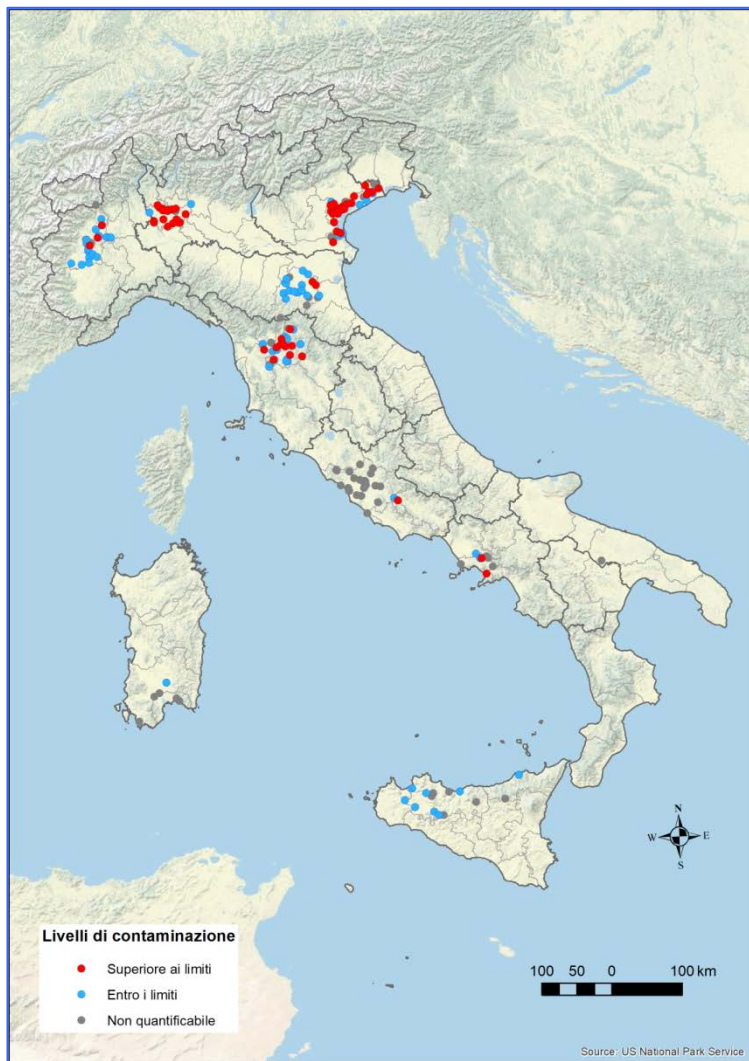 N
W E
S
Livelli di contaminazione
Superiore ai limiti
Entro i limiti
Non quantificabile
100 50 0 100 km
Source: US National Park Service